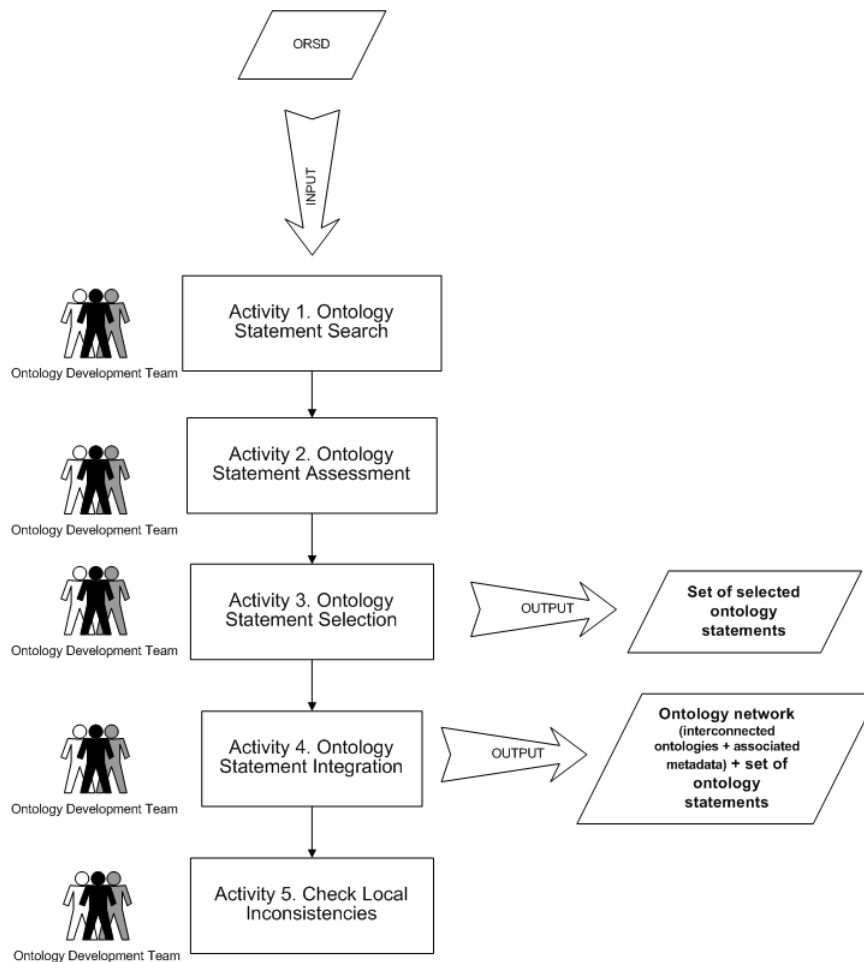 ORSD
INPUT
Activity 1. Ontology
Statement Search
Ontology Development Team
Activity 2. Ontology
Statement Assessment
Ontology Development Team
Activity 3. Ontology
Statement Selection
Ontology Development Team
OUTPUT
Set of selected
ontology
statements
Activity 4. Ontology
Statement Integration
Ontology Development Team
OUTPUT
Ontology network
(interconnected
ontologies + associated
metadata) + set of
ontology
statements
Activity 5. Check Local
Inconsistencies
Ontology Development Team